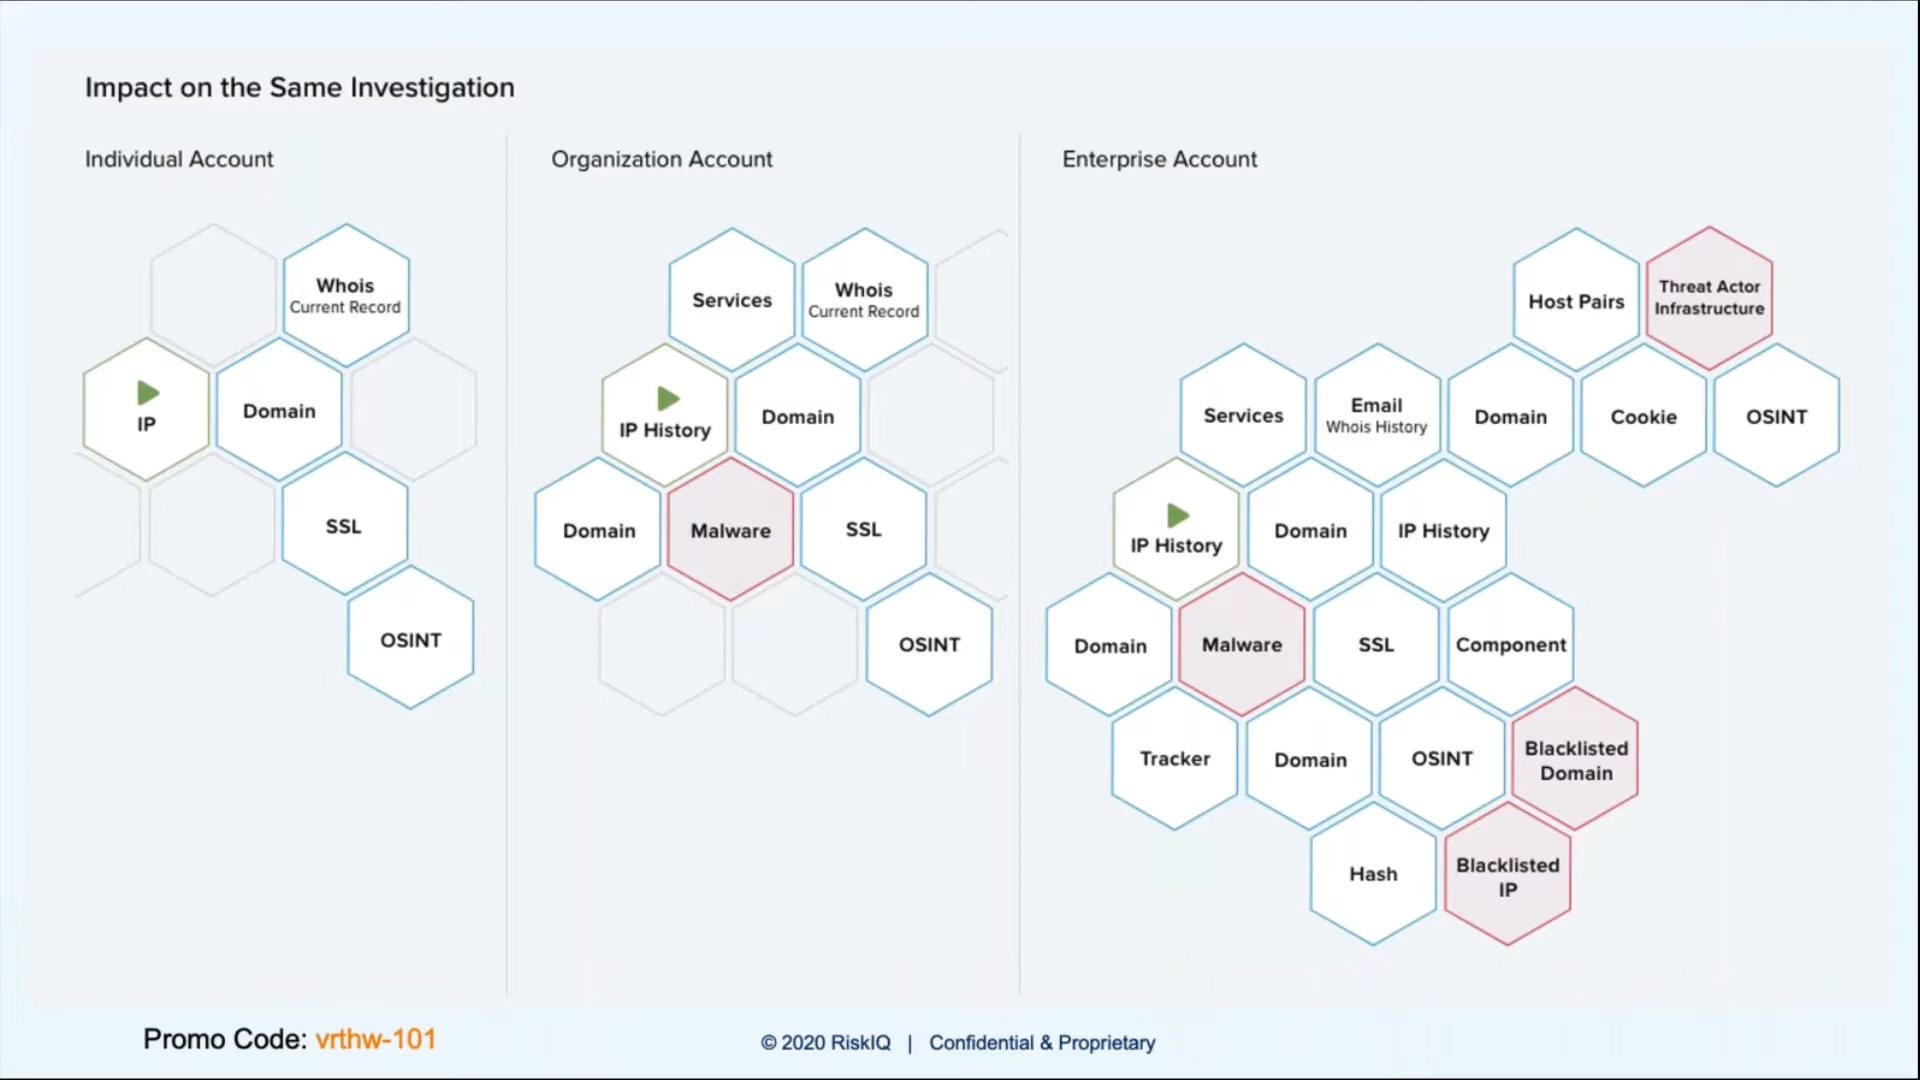 Impact on the Same Investigation
Individual Account
Whois
Current Record
IP
Domain
SSL
OSINT
Organization Account
Services
Whois
Current Record
IP History
Domain
Domain
Malware
SSL
OSINT
Enterprise Account
Host Pairs
Threat Actor
Infrastructure
Services
Email
Whois History
Domain
Cookie
OSINT
IP History
Domain
IP History
Domain
Malware
SSL
Component
Tracker
Domain
OSINT
Blacklisted
Domain
Hash
Blacklisted
IP
Promo Code: vrthw-101
© 2020 RiskIQ | Confidential & Proprietary